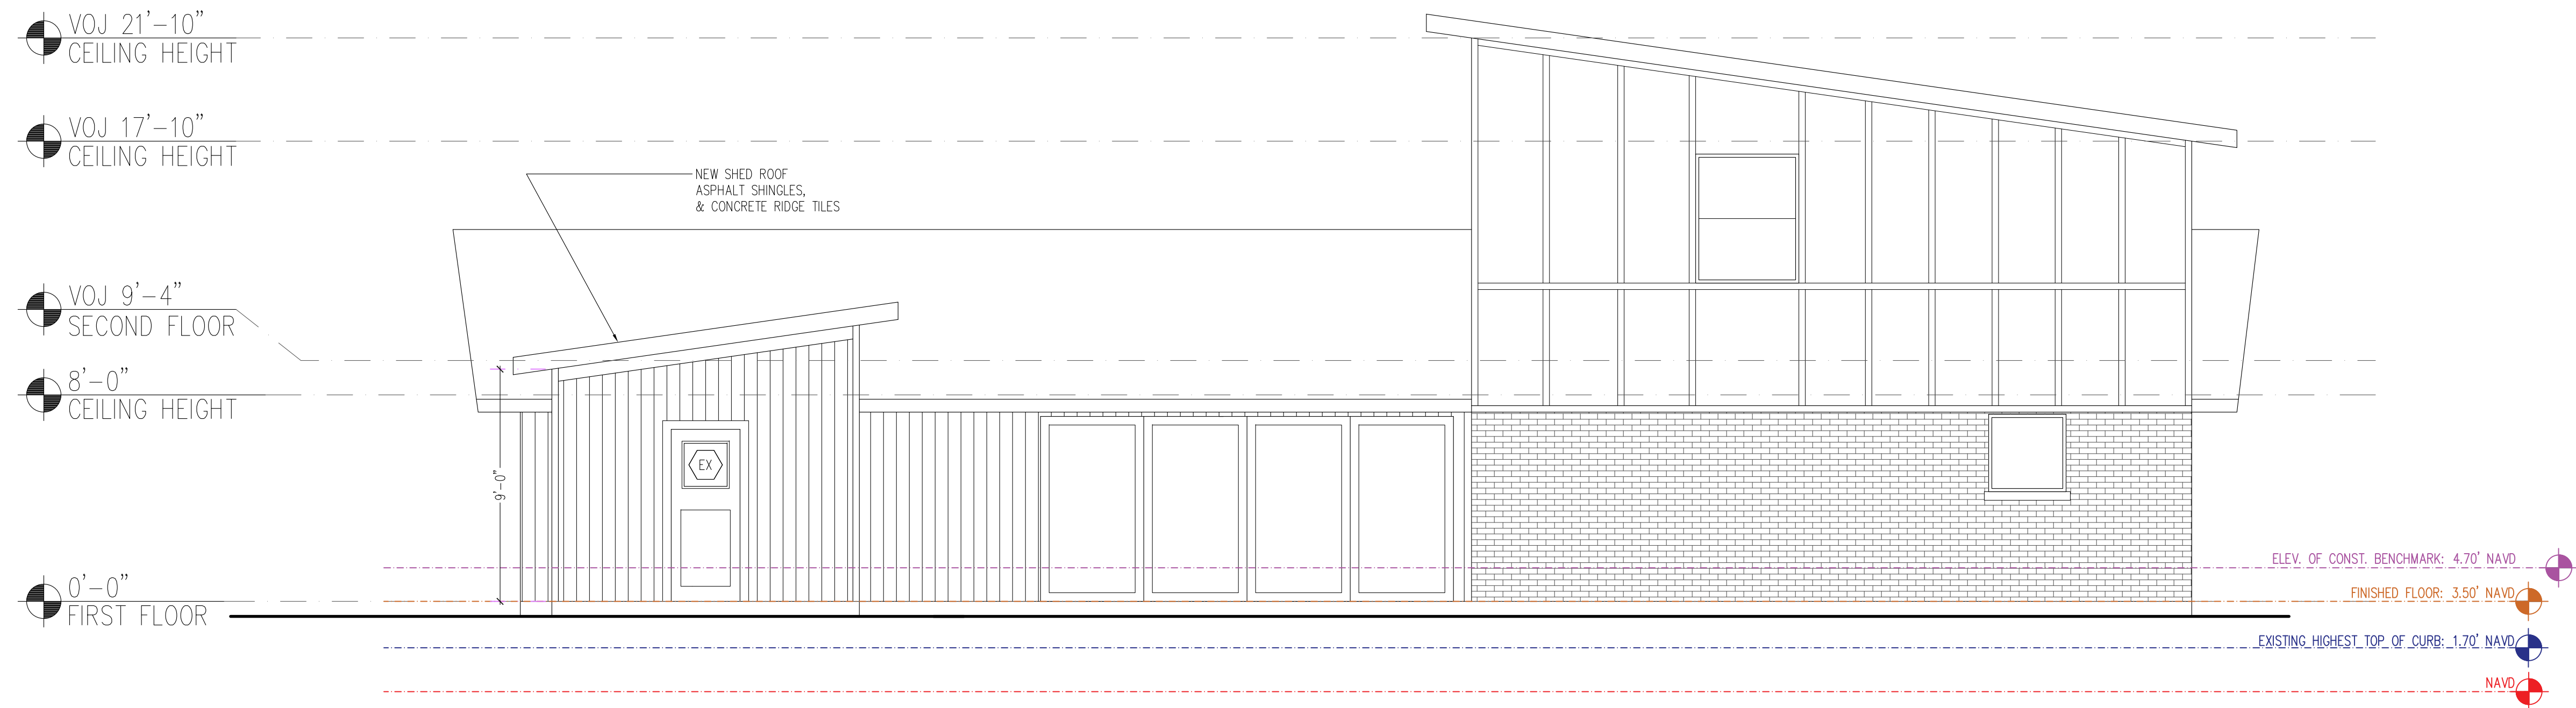 VOJ 21'-10"
CEILING HEIGHT
VOJ 17'-10"
CEILING HEIGHT
NEW SHED ROOF
ASPHALT SHINGLES,
& CONCRETE RIDGE TILES
VOJ 9'-4"
SECOND FLOOR
8'-0"
CEILING HEIGHT
EX
9'-0"
ELEV. OF CONST. BENCHMARK: 4.70' NAVD
0'-0"
FIRST FLOOR
FINISHED FLOOR: 3.50' NAVD
EXISTING HIGHEST TOP OF CURB: 1.70' NAVD
NAVD